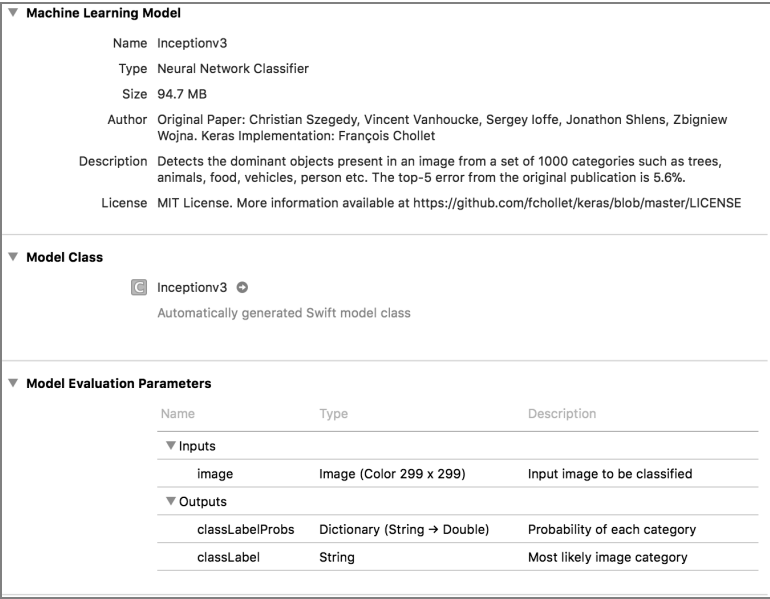 Machine Learning Model
Name Inceptionv3
Type Neural Network Classifier
Size 94.7 MB
Author Original Paper: Christian Szegedy, Vincent Vanhoucke, Sergey Ioffe, Jonathon Shlens, Zbigniew
Wojna. Keras Implementation: François Chollet
Description Detects the dominant objects present in an image from a set of 1000 categories such as trees,
animals, food, vehicles, person etc. The top-5 error from the original publication is 5.6%.
License MIT License. More information available at https://github.com/fchollet/keras/blob/master/LICENSE
Model Class
C Inceptionv3
Automatically generated Swift model class
Model Evaluation Parameters
Name Type Description
Inputs
image Image (Color 299 x 299) Input image to be classified
Outputs
classLabelProbs Dictionary (String → Double) Probability of each category
classLabel String Most likely image category